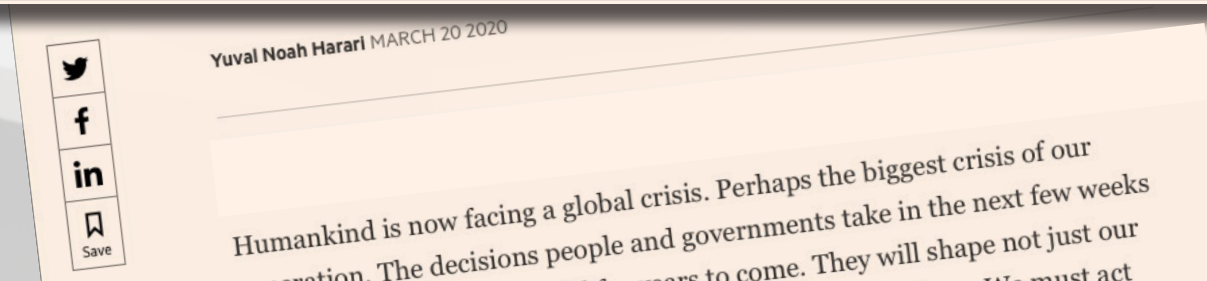 Yuval Noah Harari MARCH 20 2020
Save
Humankind is now facing a global crisis. Perhaps the biggest crisis of our
The decisions people and governments take in the next few weeks
to come. They will shape not just our
must act